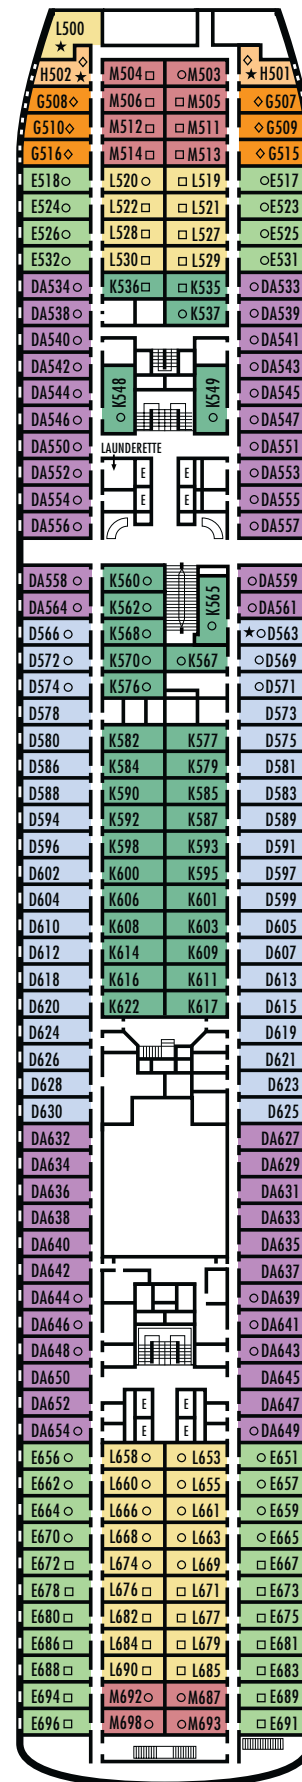 L500
H502 H501
M504 M503
G508 M506 M505 G507
G510 M512 M511 G509
G516 M514 M513 G515
E518 L520 L519 E517
E524 L522 L521 E523
E526 L528 L527 E525
E532 L530 L529 E531
DA534 K536 K535 DA533
DA538 K537 DA539
DA540 DA541
DA542 DA543
DA544 K548 K549 DA545
DA546 DA547
DA550 LAUNDERETTE DA551
DA552 E E DA553
DA554 E E DA555
DA556 DA557
DA558 K560 DA559
DA564 K562 K565 DA561
D566 K568 D563
D572 K570 K567 D569
D574 K576 D571
D578 D573
D580 K582 K577 D575
D586 K584 K579 D581
D588 K590 K585 D583
D594 K592 K587 D589
D596 K598 K593 D591
D602 K600 K595 D597
D604 K606 K601 D599
D610 K608 K603 D605
D612 K614 K609 D607
D618 K616 K611 D613
D620 K622 K617 D615
D624 D619
D626 D621
D628 D623
D630 D625
DA632 DA627
DA634 DA629
DA636 DA631
DA638 DA633
DA640 DA635
DA642 DA637
DA644 DA639
DA646 DA641
DA648 DA643
DA650 DA645
DA652 E E DA647
DA654 E E DA649
E656 L658 L653 E651
E662 L660 L655 E657
E664 L666 L661 E659
E670 L668 L663 E665
E672 L674 L669 E667
E678 L676 L671 E673
E680 L682 L677 E675
E686 L684 L679 E681
E688 L690 L685 E683
E694 M692 M687 E689
E696 M698 M693 E691